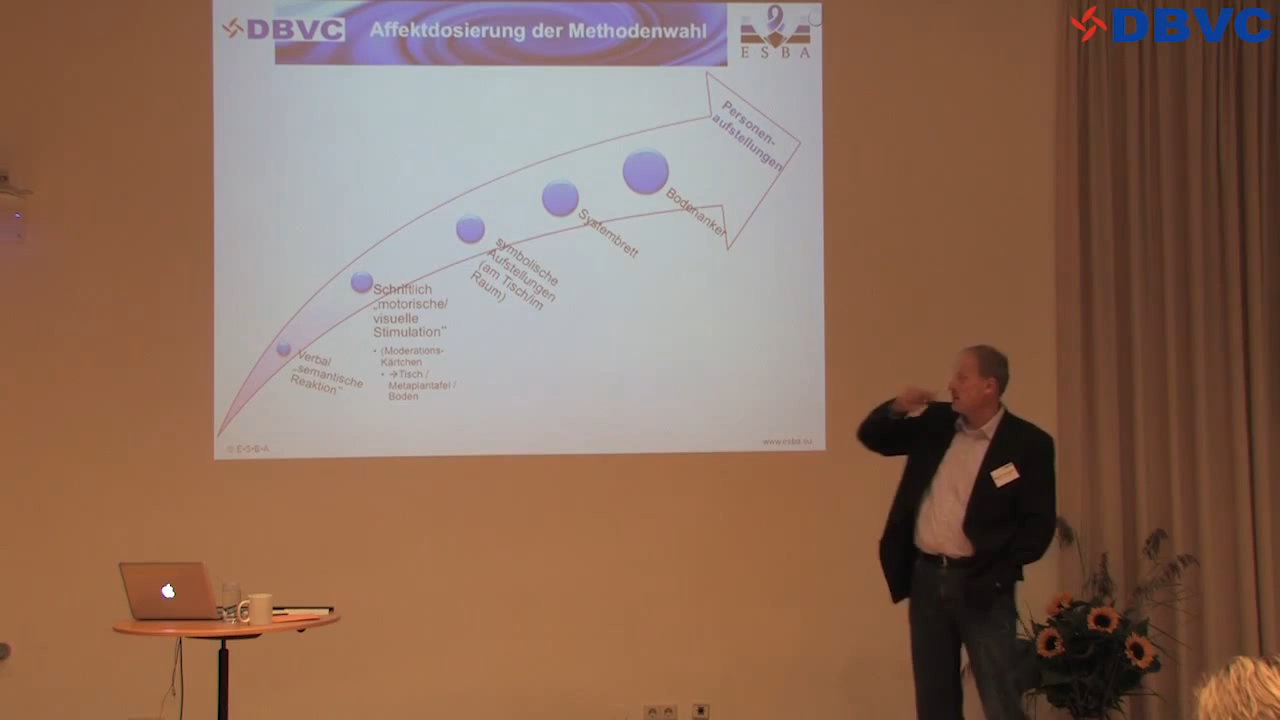 DBVC
Affektdosierung der Methodenwahl
ESBA
DBVC
Personen-
aufstellungen
Bodenanker
Systembrett
symbolische
Aufstellungen
(am Tisch/im
Raum)
Schriftlich
„motorische/
visuelle
Stimulation"
• (Moderations-
Kärtchen
• →Tisch /
Metaplantafel /
Boden
Verbal
„semantische
Reaktion"
© E•S•B•A
www.esba.eu